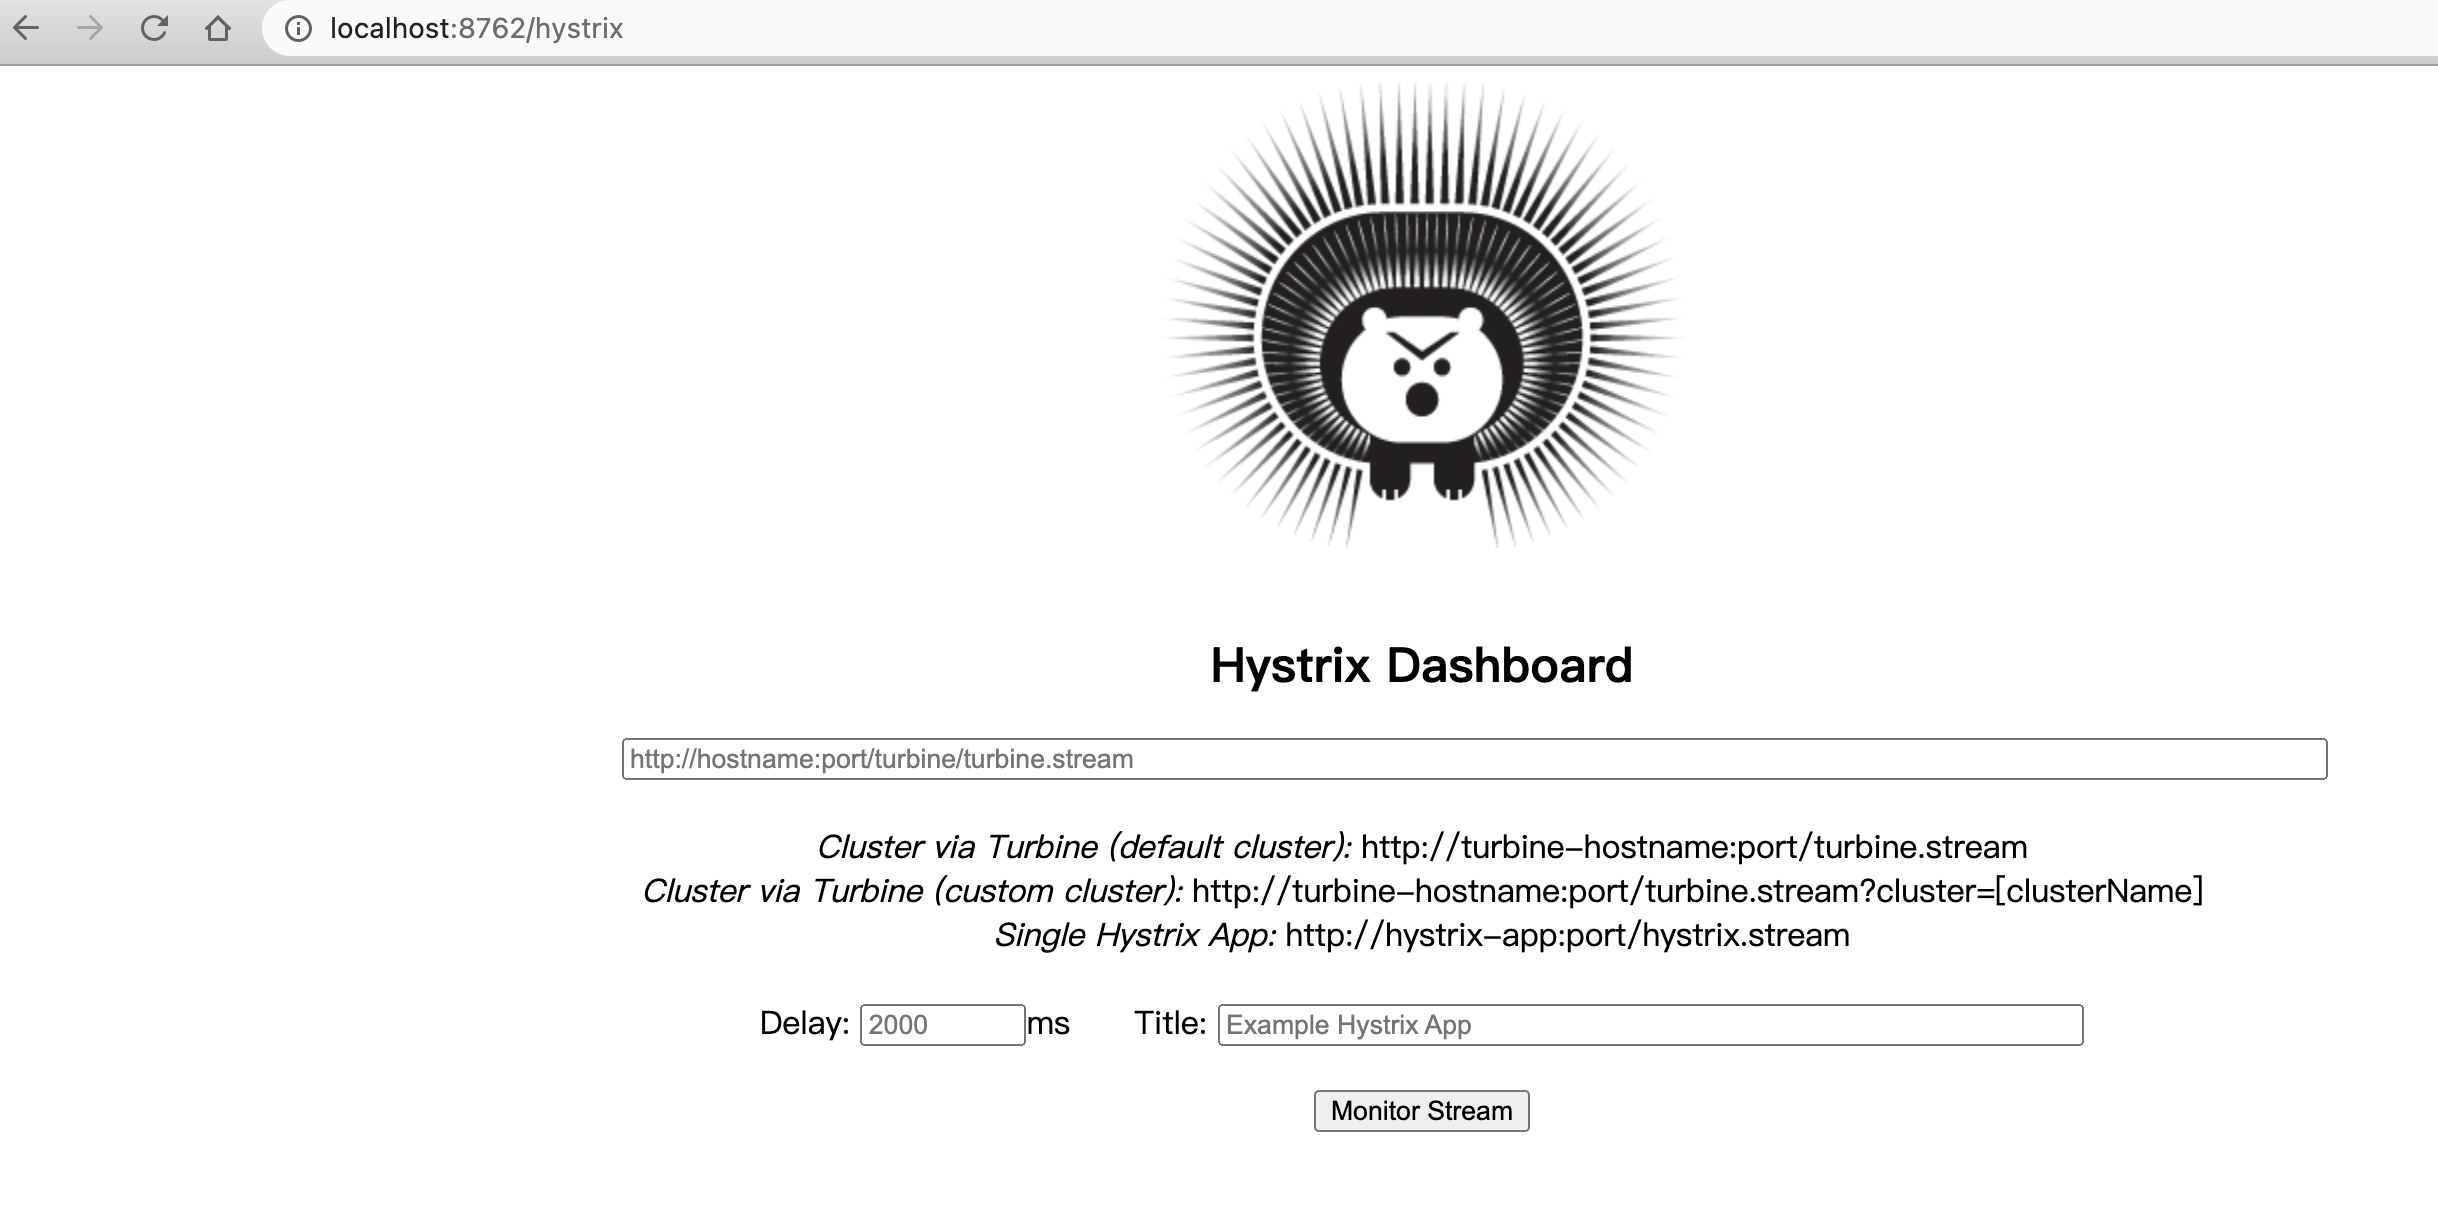 localhost:8762/hystrix
Hystrix Dashboard
http://hostname:port/turbine/turbine.stream
Cluster via Turbine (default cluster): http://turbine-hostname:port/turbine.stream
Cluster via Turbine (custom cluster): http://turbine-hostname:port/turbine.stream?cluster=[clusterName]
Single Hystrix App: http://hystrix-app:port/hystrix.stream
Delay: 2000 ms Title: Example Hystrix App
Monitor Stream